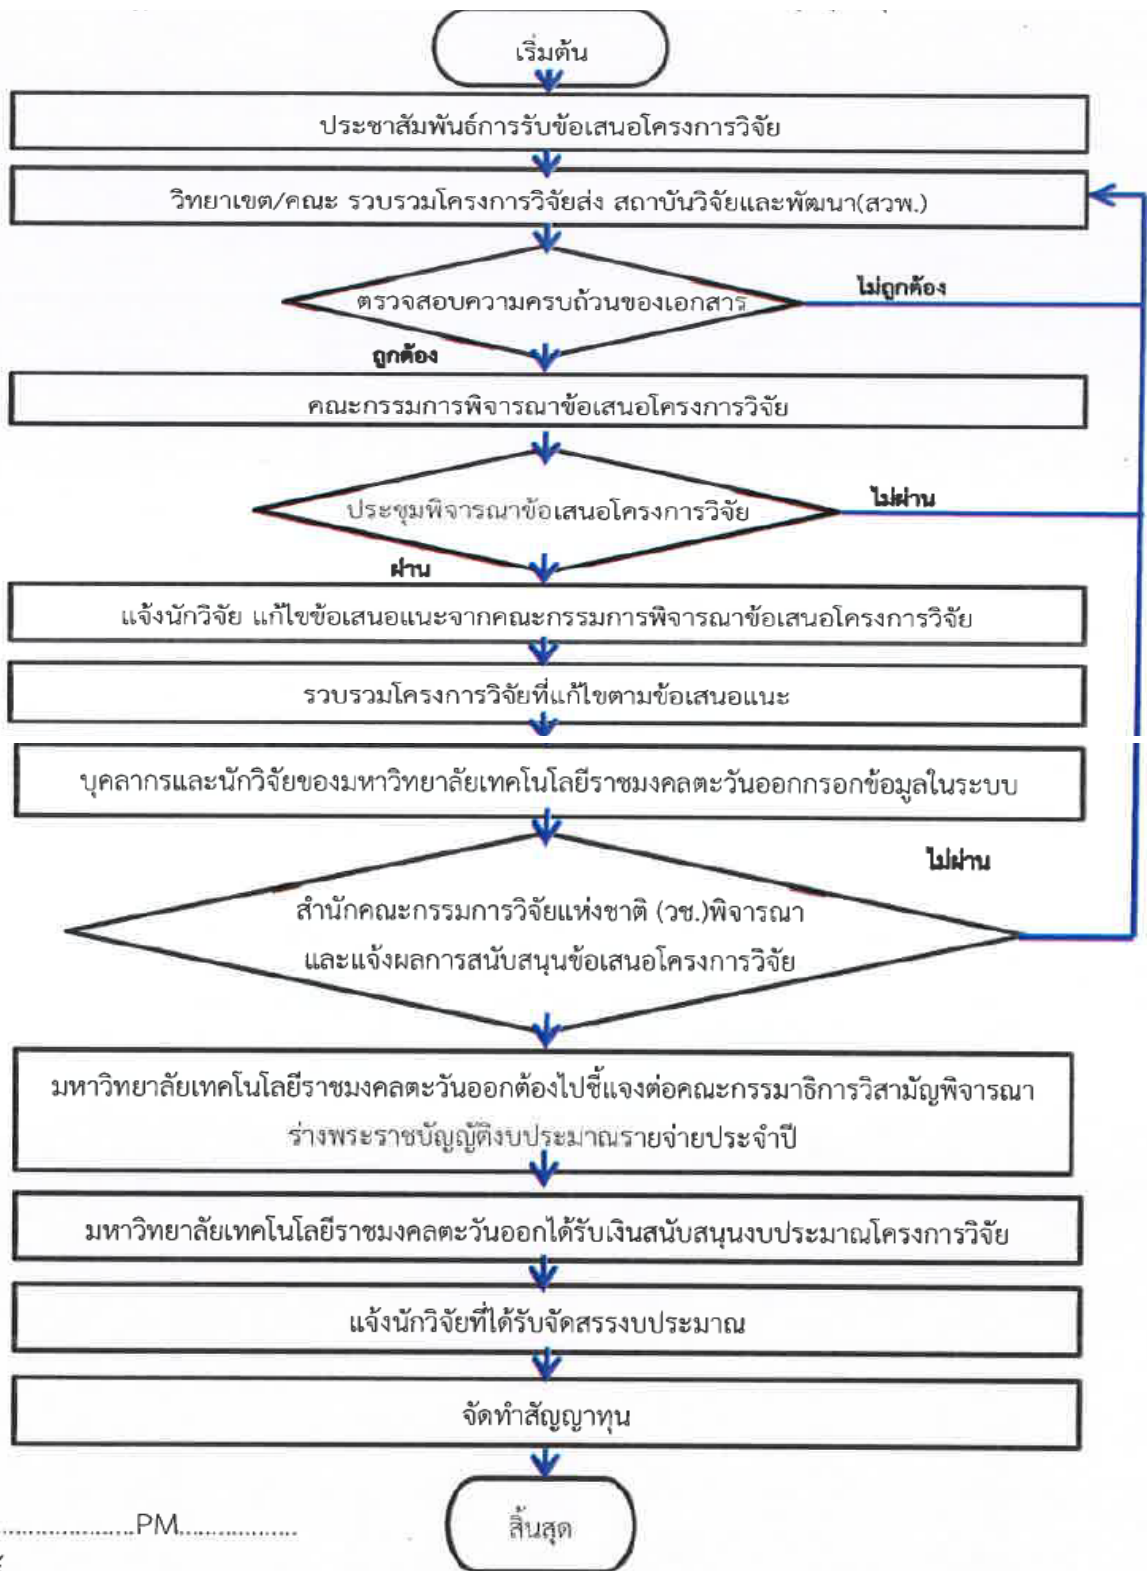 เริ่มต้น
ประชาสัมพันธ์การรับข้อเสนอโครงการวิจัย
วิทยาเขต/คณะ รวบรวมโครงการวิจัยส่ง สถาบันวิจัยและพัฒนา(สวพ.)
ตรวจสอบความครบถ้วนของเอกสาร
ไม่ถูกต้อง
ถูกต้อง
คณะกรรมการพิจารณาข้อเสนอโครงการวิจัย
ประชุมพิจารณาข้อเสนอโครงการวิจัย
ไม่ผ่าน
ผ่าน
แจ้งนักวิจัย แก้ไขข้อเสนอแนะจากคณะกรรมการพิจารณาข้อเสนอโครงการวิจัย
รวบรวมโครงการวิจัยที่แก้ไขตามข้อเสนอแนะ
บุคลากรและนักวิจัยของมหาวิทยาลัยเทคโนโลยีราชมงคลตะวันออกกรอกข้อมูลในระบบ
ไม่ผ่าน
สำนักคณะกรรมการวิจัยแห่งชาติ (วช.)พิจารณา
และแจ้งผลการสนับสนุนข้อเสนอโครงการวิจัย
มหาวิทยาลัยเทคโนโลยีราชมงคลตะวันออกต้องไปชี้แจงต่อคณะกรรมาธิการวิสามัญพิจารณา
ร่างพระราชบัญญัติงบประมาณรายจ่ายประจำปี
มหาวิทยาลัยเทคโนโลยีราชมงคลตะวันออกได้รับเงินสนับสนุนงบประมาณโครงการวิจัย
แจ้งนักวิจัยที่ได้รับจัดสรรงบประมาณ
จัดทำสัญญาทุน
สิ้นสุด
....................PM..................